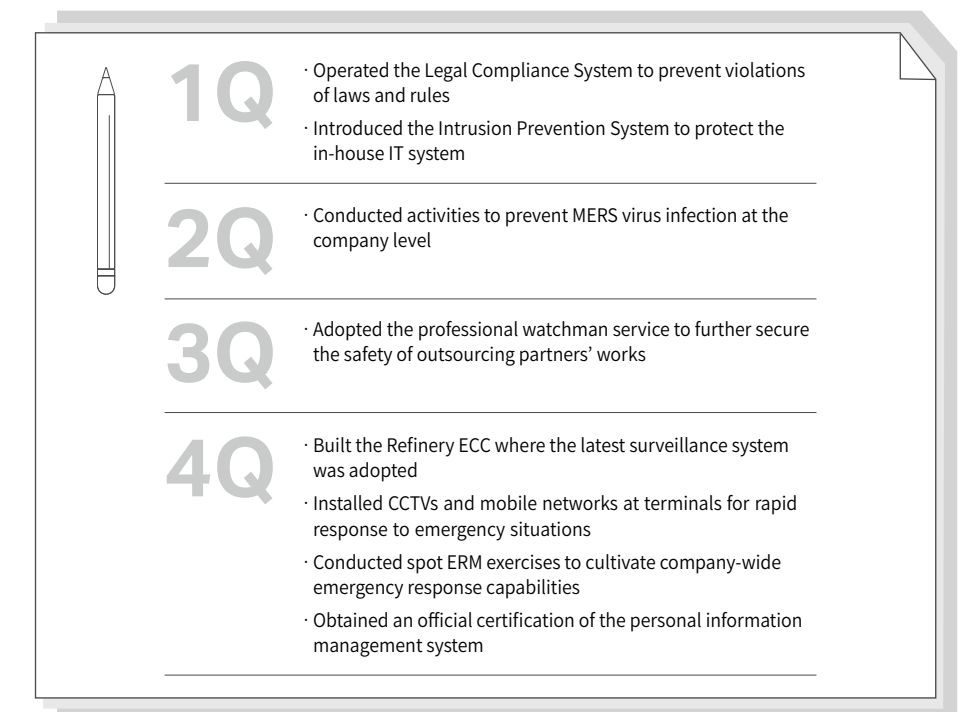 1Q
· Operated the Legal Compliance System to prevent violations
of laws and rules
· Introduced the Intrusion Prevention System to protect the
in-house IT system
2Q
· Conducted activities to prevent MERS virus infection at the
company level
3Q
· Adopted the professional watchman service to further secure
the safety of outsourcing partners’ works
4Q
· Built the Refinery ECC where the latest surveillance system
was adopted
· Installed CCTVs and mobile networks at terminals for rapid
response to emergency situations
· Conducted spot ERM exercises to cultivate company-wide
emergency response capabilities
· Obtained an official certification of the personal information
management system